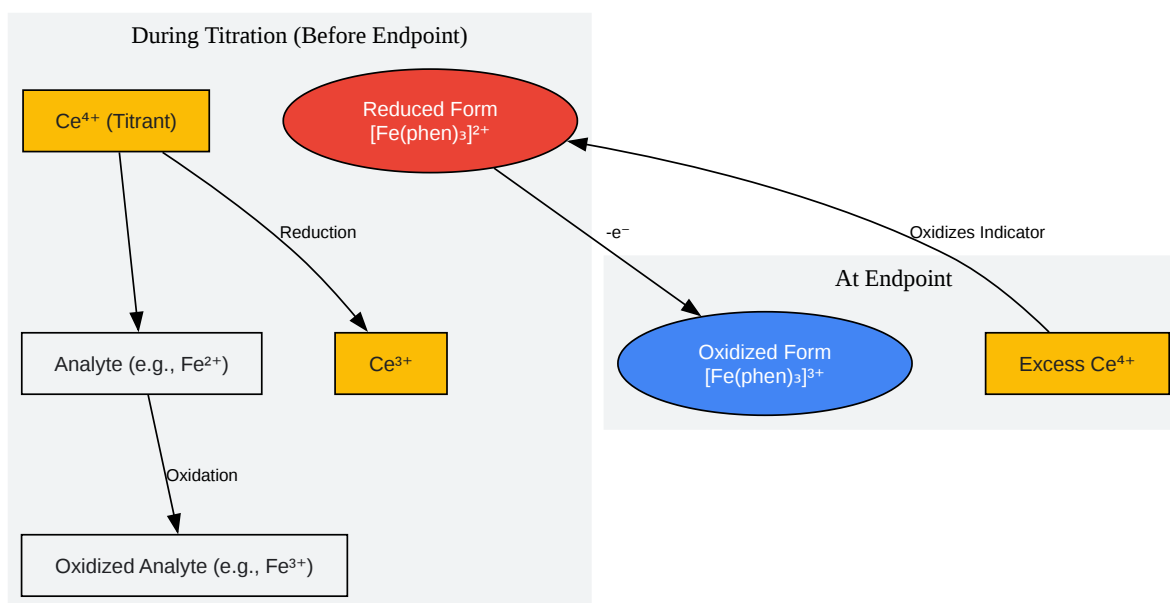 During Titration (Before Endpoint)
Ce⁴⁺ (Titrant)
Reduced Form
[Fe(phen)₃]²⁺
Reduction
-e⁻
Oxidizes Indicator
At Endpoint
Analyte (e.g., Fe²⁺)
Ce³⁺
Oxidized Form
[Fe(phen)₃]³⁺
Excess Ce⁴⁺
Oxidation
Oxidized Analyte (e.g., Fe³⁺)